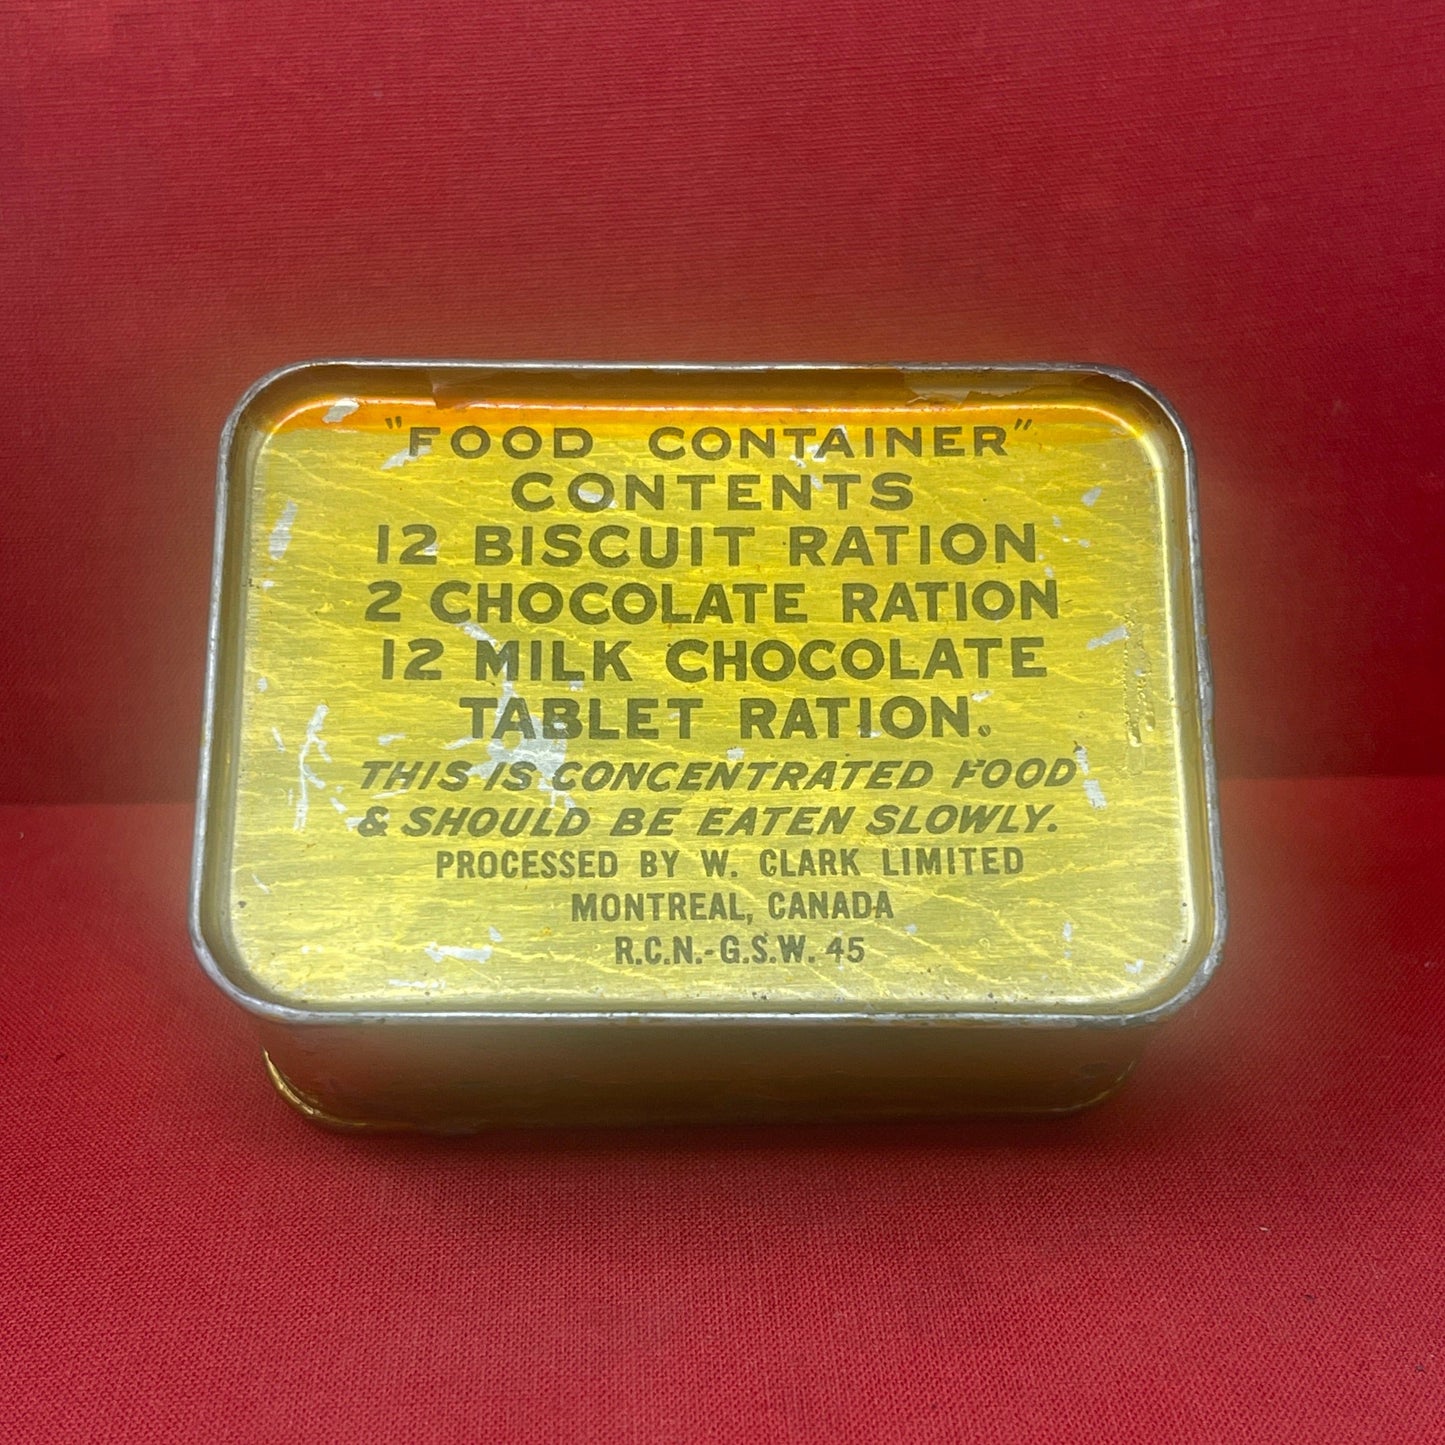 "FOOD CONTAINER"
CONTENTS
12 BISCUIT RATION
2 CHOCOLATE RATION
12 MILK CHOCOLATE
TABLET RATION.
THIS IS CONCENTRATED FOOD
& SHOULD BE EATEN SLOWLY.
PROCESSED BY W. CLARK LIMITED
MONTREAL, CANADA
R.C.N.-G.S.W. 45